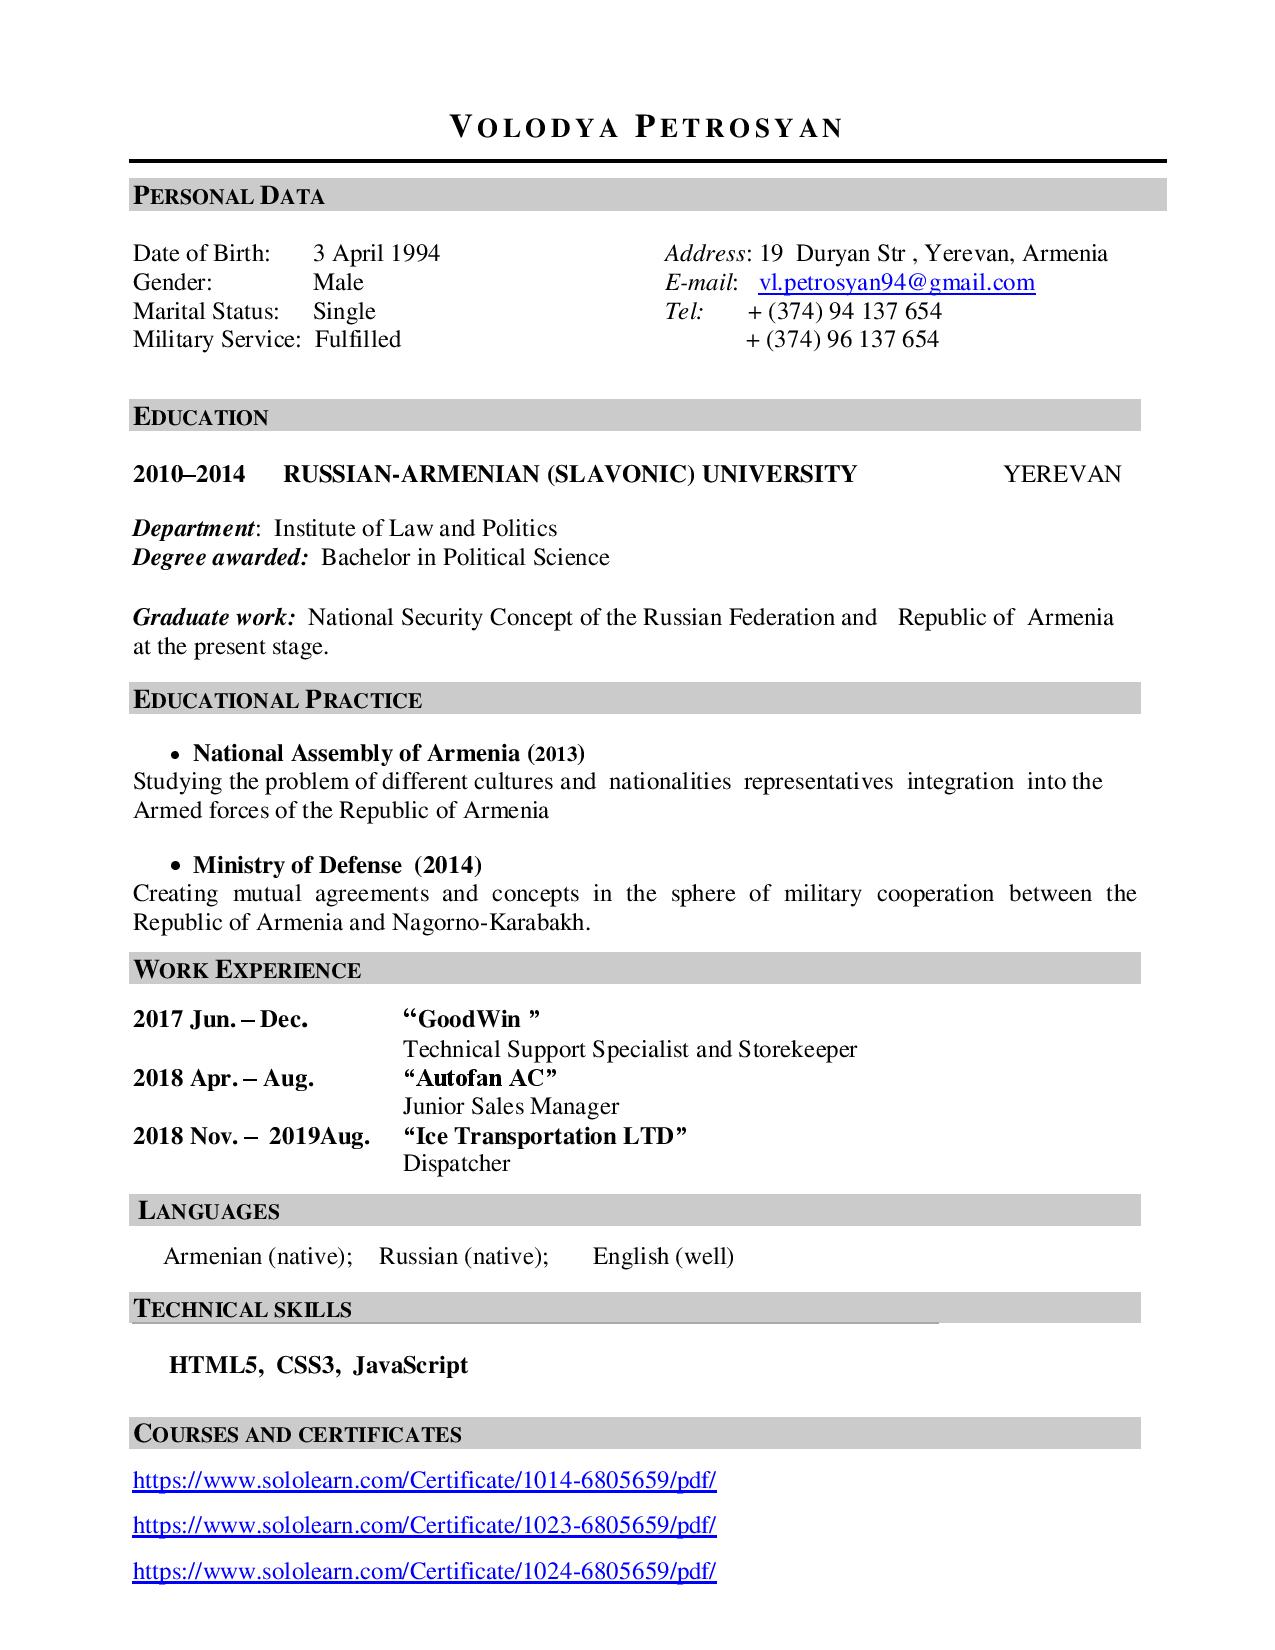 VOLODYA PETROSYAN
PERSONAL DATA
Date of Birth: 3 April 1994 Address: 19 Duryan Str , Yerevan, Armenia
Gender: Male E-mail: vl.petrosyan94@gmail.com
Marital Status: Single Tel: + (374) 94 137 654
Military Service: Fulfilled + (374) 96 137 654
EDUCATION
2010–2014 RUSSIAN-ARMENIAN (SLAVONIC) UNIVERSITY YEREVAN
Department: Institute of Law and Politics
Degree awarded: Bachelor in Political Science
Graduate work: National Security Concept of the Russian Federation and Republic of Armenia
at the present stage.
EDUCATIONAL PRACTICE
• National Assembly of Armenia (2013)
Studying the problem of different cultures and nationalities representatives integration into the
Armed forces of the Republic of Armenia
• Ministry of Defense (2014)
Creating mutual agreements and concepts in the sphere of military cooperation between the
Republic of Armenia and Nagorno-Karabakh.
WORK EXPERIENCE
2017 Jun. – Dec. “GoodWin ”
Technical Support Specialist and Storekeeper
2018 Apr. – Aug. “Autofan AC”
Junior Sales Manager
2018 Nov. – 2019Aug. “Ice Transportation LTD”
Dispatcher
LANGUAGES
Armenian (native); Russian (native); English (well)
TECHNICAL SKILLS
HTML5, CSS3, JavaScript
COURSES AND CERTIFICATES
https://www.sololearn.com/Certificate/1014-6805659/pdf/
https://www.sololearn.com/Certificate/1023-6805659/pdf/
https://www.sololearn.com/Certificate/1024-6805659/pdf/